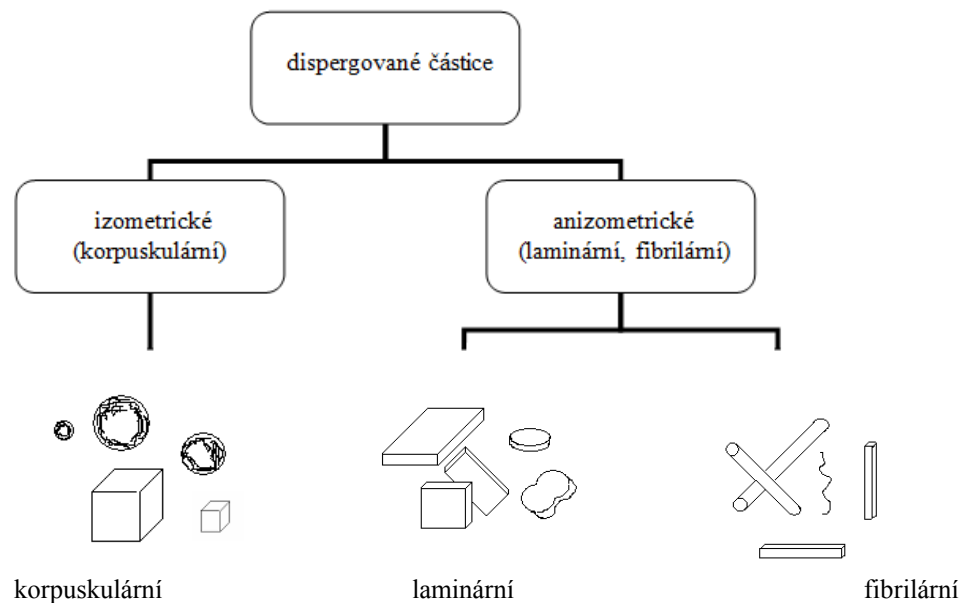 dispergované částice
izometrické
(korpuskulární)
anizometrické
(laminární, fibrilární)
korpuskulární
laminární
fibrilární